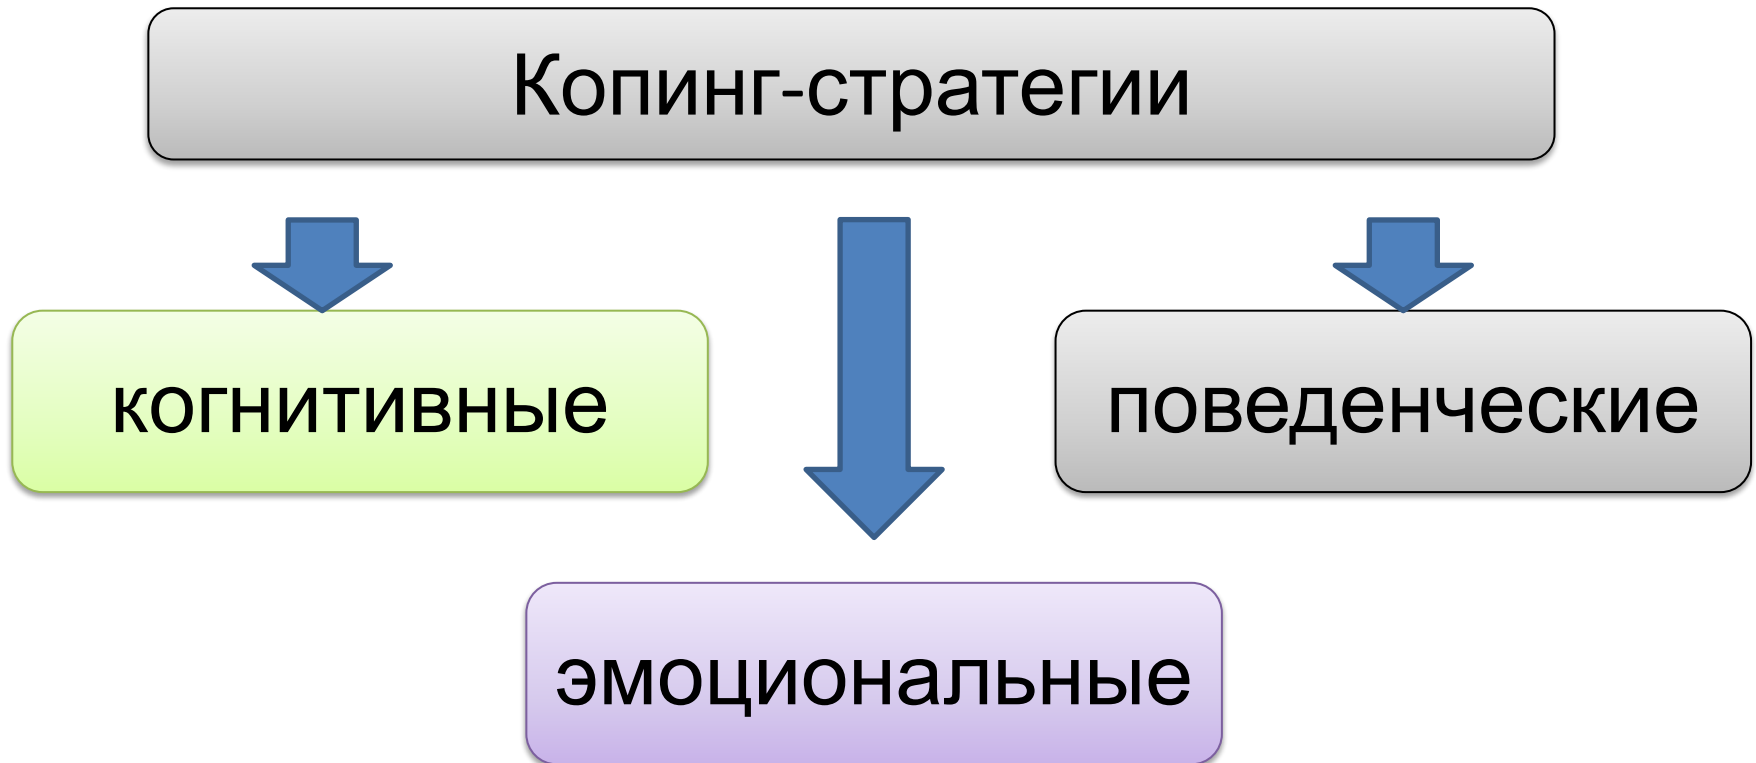 Копинг-стратегии
когнитивные
поведенческие
эмоциональные